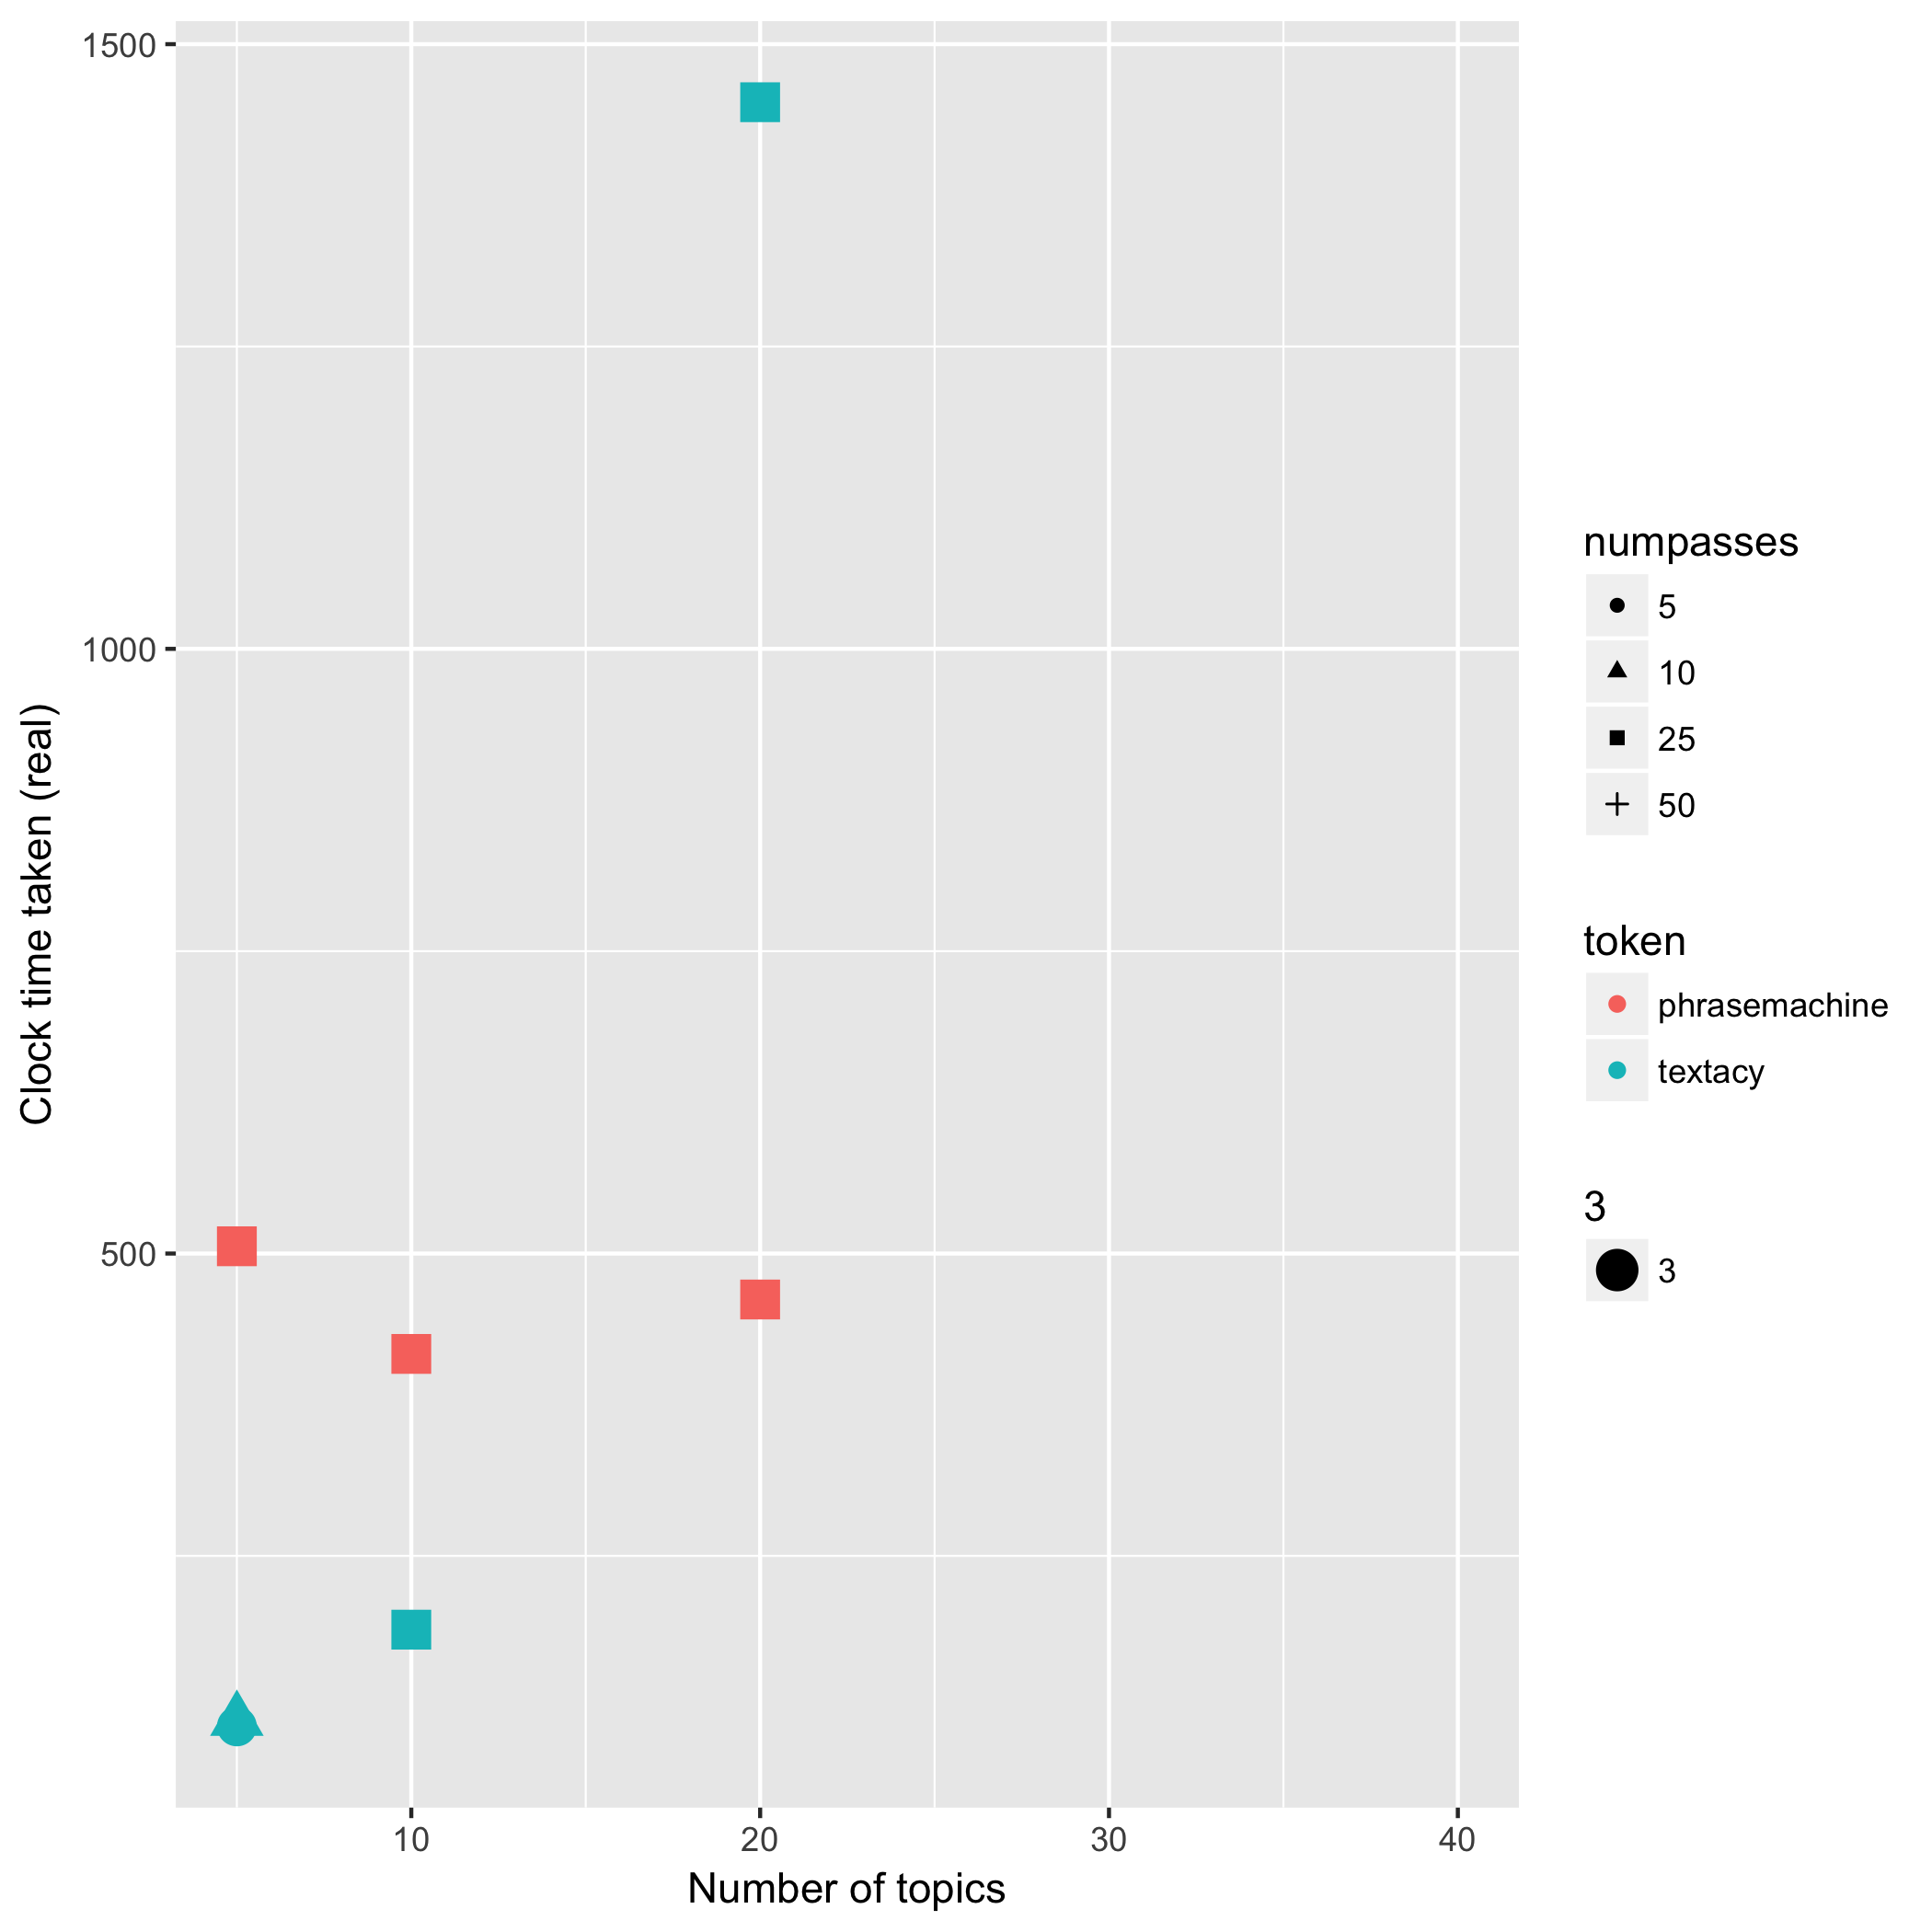 1500
1000
500
Clock time taken (real)
10
20
30
40
Number of topics
numpasses
5
10
25
50
token
phrasemachine
textacy
3
3